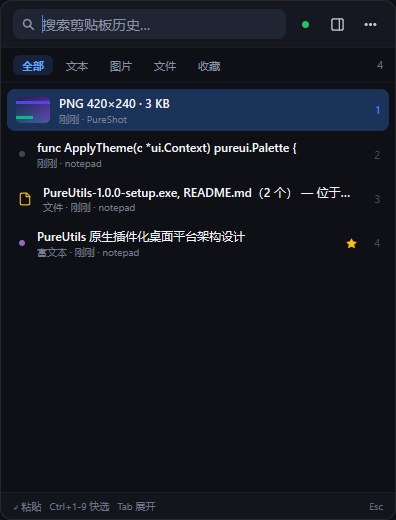 搜索剪贴板历史...
全部 文本 图片 文件 收藏 4
PNG 420×240 · 3 KB
刚刚 · PureShot
1
func ApplyTheme(c *ui.Context) pureui.Palette {
刚刚 · notepad
2
PureUtils-1.0.0-setup.exe, README.md（2 个） — 位于...
文件 · 刚刚 · notepad
3
PureUtils 原生插件化桌面平台架构设计
富文本 · 刚刚 · notepad
4
↲ 粘贴 Ctrl+1-9 快选 Tab 展开 Esc